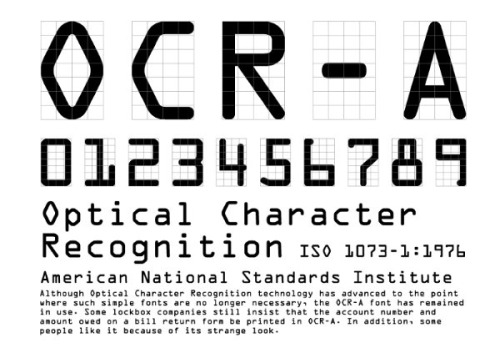 OCR-A
0123456789
Optical Character
Recognition ISO 1073-1:1976
American National Standards Institute
Although Optical Character Recognition technology has advanced to the point
where such simple fonts are no longer necessary, the OCR-A font has remained
in use. Some lockbox companies still insist that the account number and
amount owed on a bill return form be printed in OCR-A. In addition, some
people like it because of its strange look.